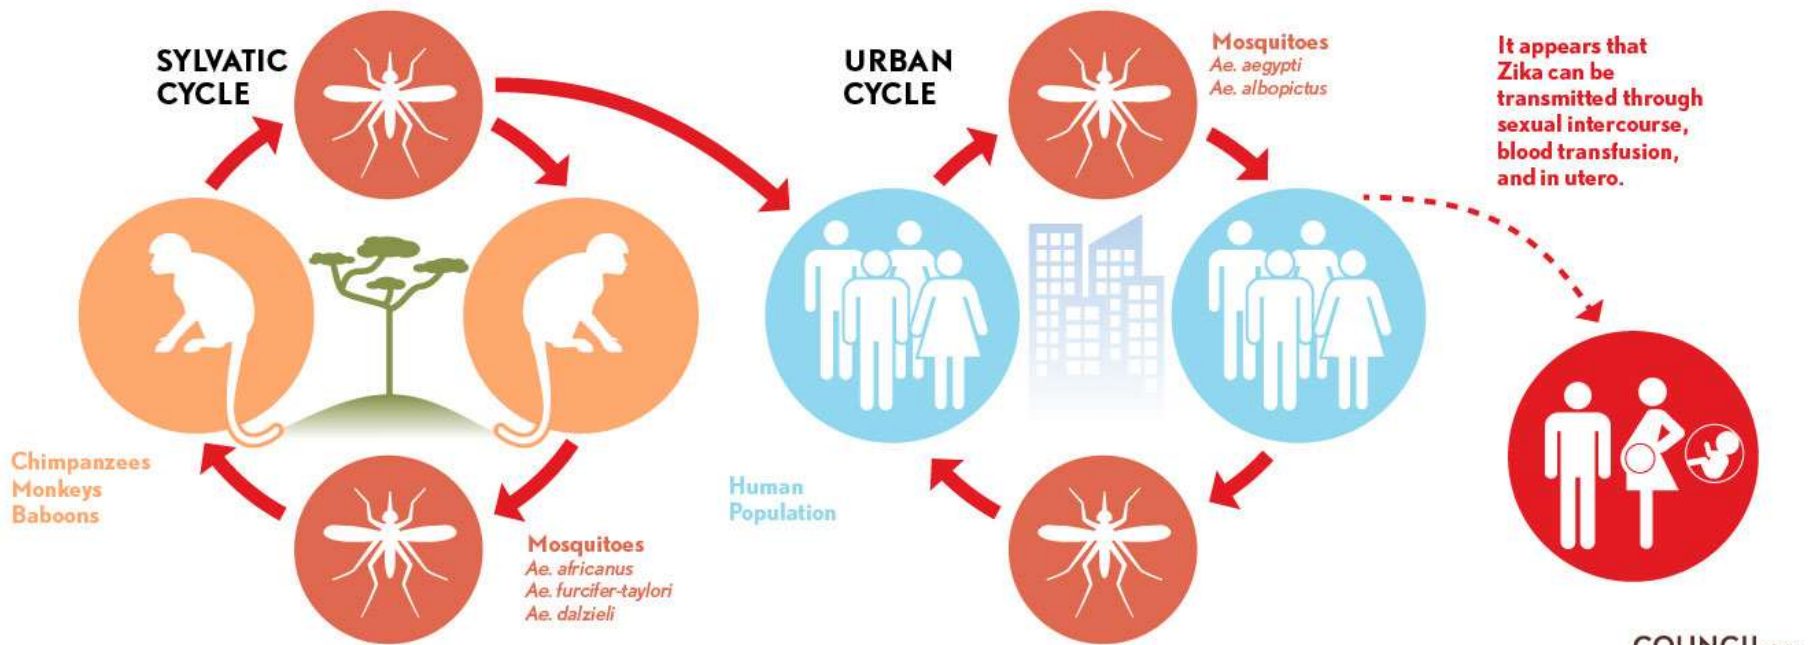 SYLVATIC
CYCLE
URBAN
CYCLE
Mosquitoes
Ae. aegypti
Ae. albopictus
It appears that
Zika can be
transmitted through
sexual intercourse,
blood transfusion,
and in utero.
Chimpanzees
Monkeys
Baboons
Mosquitoes
Ae. africanus
Ae. furcifer-taylori
Ae. dalzieli
Human
Population